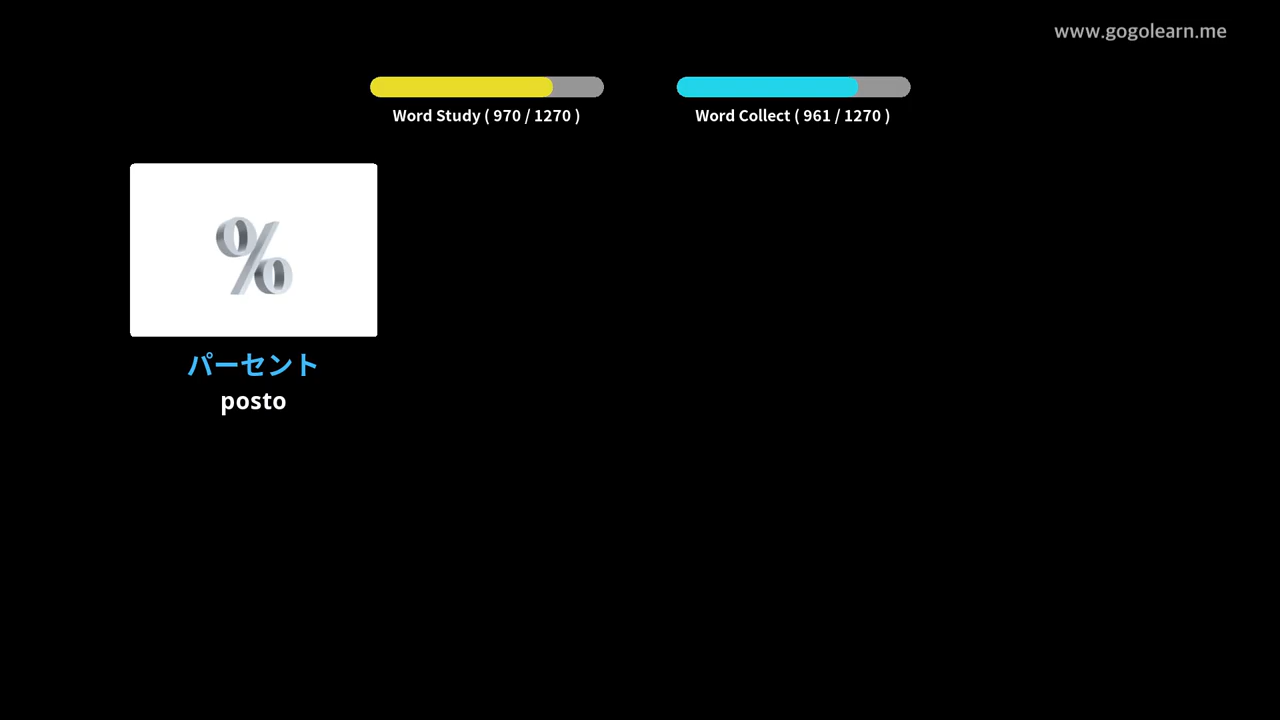 www.gogolearn.me
Word Study ( 970 / 1270 )
Word Collect ( 961 / 1270 )
%
パーセント
posto